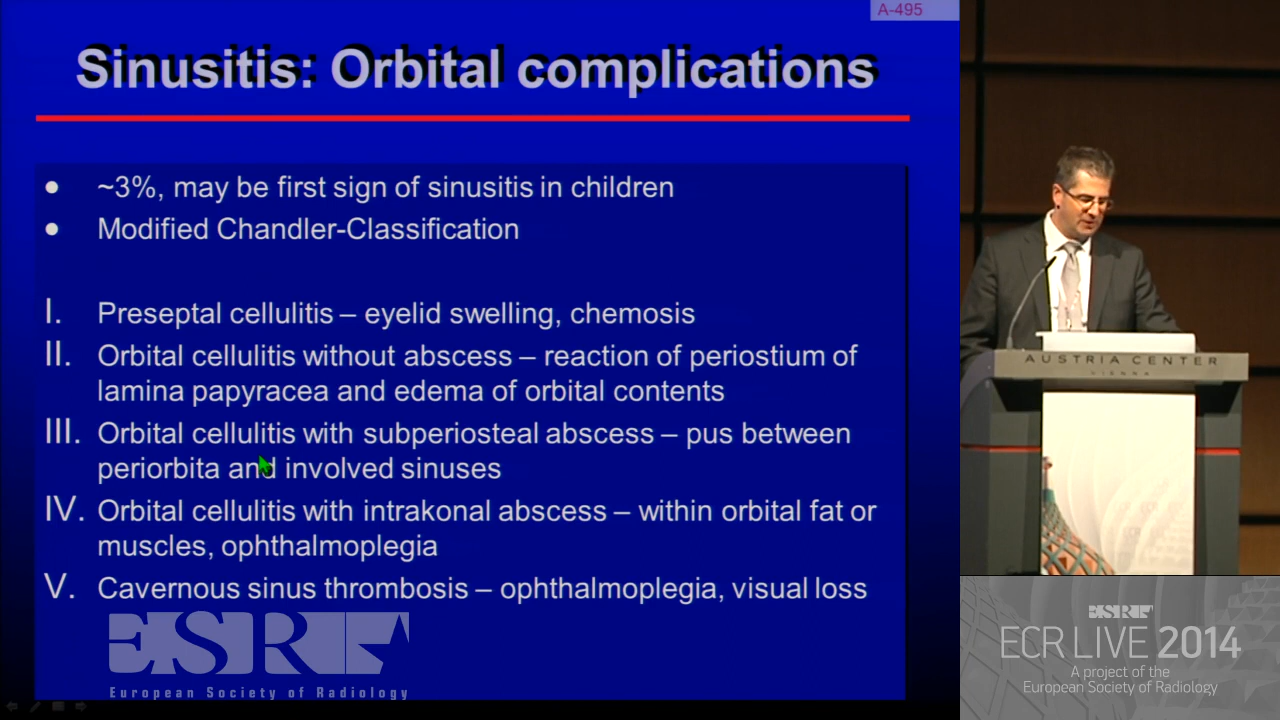 A-495
Sinusitis: Orbital complications
● ~3%, may be first sign of sinusitis in children
● Modified Chandler-Classification
I. Preseptal cellulitis – eyelid swelling, chemosis
II. Orbital cellulitis without abscess – reaction of periostium of
lamina papyracea and edema of orbital contents
III. Orbital cellulitis with subperiosteal abscess – pus between
periorbita and involved sinuses
IV. Orbital cellulitis with intrakonal abscess – within orbital fat or
muscles, ophthalmoplegia
V. Cavernous sinus thrombosis – ophthalmoplegia, visual loss
ESR
European Society of Radiology
AUSTRIA CENTER
VIENNA
ESR
ECR LIVE 2014
A project of the
European Society of Radiology